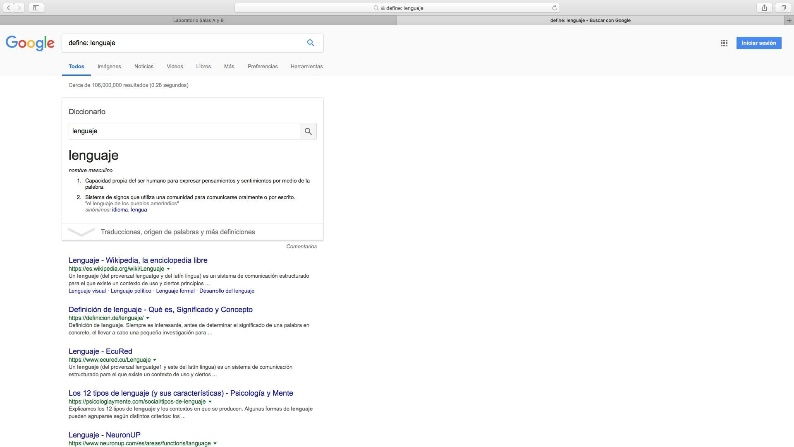 define: lenguaje
Laboratorio Salas A y B
define: lenguaje - Buscar con Google
Google
define: lenguaje
Iniciar sesión
Todos Imágenes Noticias Videos Libros Más Preferencias Herramientas
Cerca de 106,000,000 resultados (0.28 segundos)
Diccionario
lenguaje
lenguaje
nombre masculino
1. Capacidad propia del ser humano para expresar pensamientos y sentimientos por medio de la
palabra.
2. Sistema de signos que utiliza una comunidad para comunicarse oralmente o por escrito.
"el lenguaje de los pueblos amerindios"
sinónimos: idioma, lengua
Traducciones, origen de palabras y más definiciones
Comentarios
Lenguaje - Wikipedia, la enciclopedia libre
https://es.wikipedia.org/wiki/Lenguaje
Un lenguaje (del provenzal lenguatge y del latín lingua) es un sistema de comunicación estructurado
para el que existe un contexto de uso y ciertos principios ...
Lenguaje visual · Lenguaje político · Lenguaje formal · Desarrollo del lenguaje
Definición de lenguaje - Qué es, Significado y Concepto
https://definicion.de/lenguaje/
Definición de lenguaje. Siempre es interesante, antes de determinar el significado de una palabra en
concreto, el llevar a cabo una pequeña investigación para ...
Lenguaje - EcuRed
https://www.ecured.cu/Lenguaje
Un lenguaje (del provenzal lenguatge1 y este del latín lingua) es un sistema de comunicación
estructurado para el que existe un contexto de uso y ciertos ...
Los 12 tipos de lenguaje (y sus características) - Psicología y Mente
https://psicologiaymente.com/social/tipos-de-lenguaje
Explicamos los 12 tipos de lenguaje y los contextos en que se producen. Algunas formas de lenguaje
pueden agruparse según distintos criterios: los ...
Lenguaje - NeuronUP
https://www.neuronup.com/es/areas/functions/language